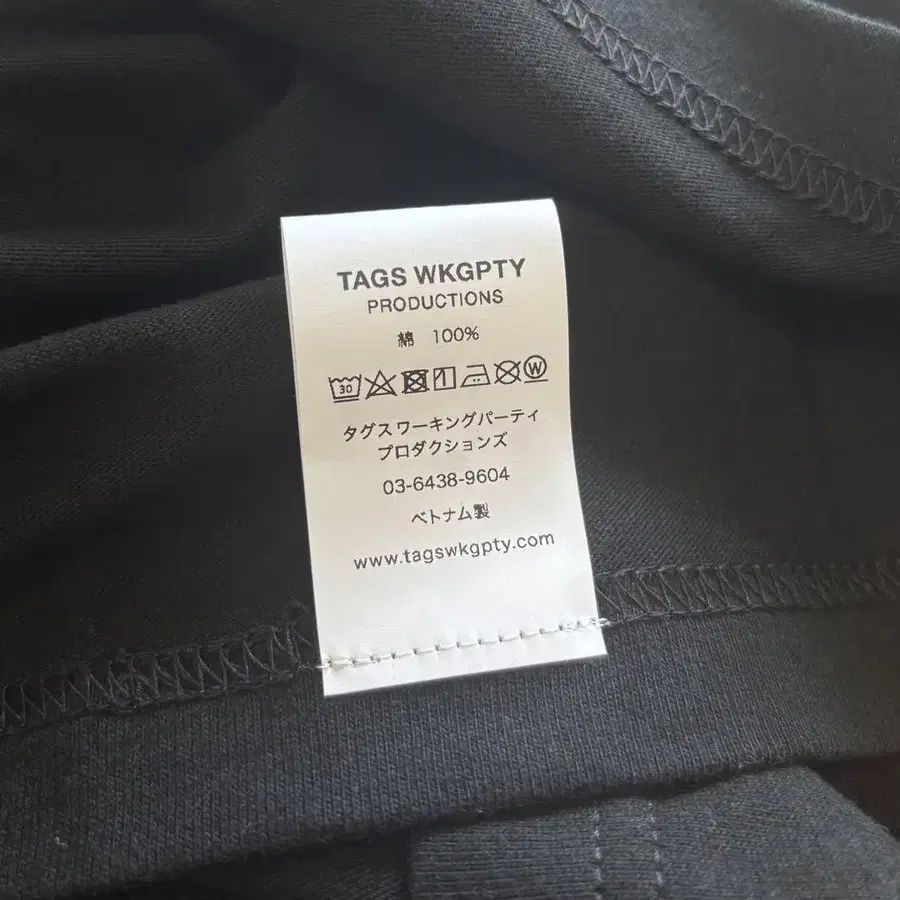 TAGS WKGPTY
PRODUCTIONS
綿 100%
30 W
タグスワーキングパーティ
プロダクションズ
03-6438-9604
ベトナム製
www.tagswkgpty.com